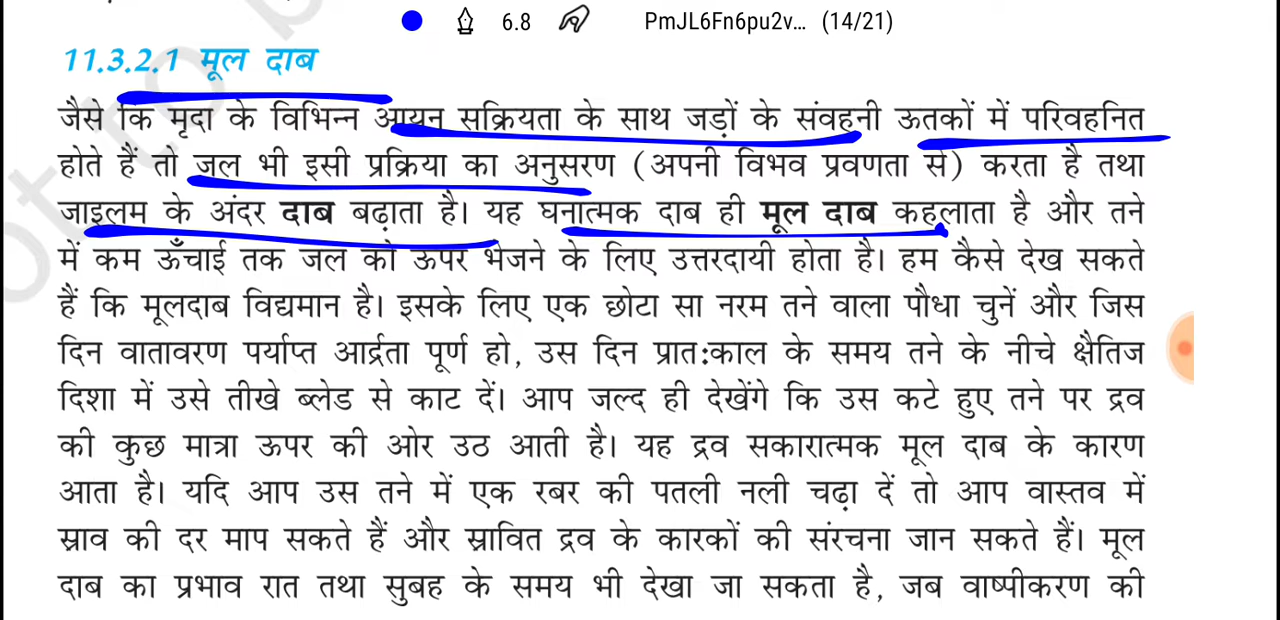 6.8 PmJL6Fn6pu2v... (14/21)
11.3.2.1 मूल दाब
जैसे कि मृदा के विभिन्न आयन सक्रियता के साथ जड़ों के संवहनी ऊतकों में परिवहनित
होते हैं तो जल भी इसी प्रक्रिया का अनुसरण (अपनी विभव प्रवणता से) करता है तथा
जाइलम के अंदर दाब बढ़ाता है। यह घनात्मक दाब ही मूल दाब कहलाता है और तने
में कम ऊँचाई तक जल को ऊपर भेजने के लिए उत्तरदायी होता है। हम कैसे देख सकते
हैं कि मूलदाब विद्यमान है। इसके लिए एक छोटा सा नरम तने वाला पौधा चुनें और जिस
दिन वातावरण पर्याप्त आर्द्रता पूर्ण हो, उस दिन प्रात:काल के समय तने के नीचे क्षैतिज
दिशा में उसे तीखे ब्लेड से काट दें। आप जल्द ही देखेंगे कि उस कटे हुए तने पर द्रव
की कुछ मात्रा ऊपर की ओर उठ आती है। यह द्रव सकारात्मक मूल दाब के कारण
आता है। यदि आप उस तने में एक रबर की पतली नली चढ़ा दें तो आप वास्तव में
स्राव की दर माप सकते हैं और स्रावित द्रव के कारकों की संरचना जान सकते हैं। मूल
दाब का प्रभाव रात तथा सुबह के समय भी देखा जा सकता है, जब वाष्पीकरण की